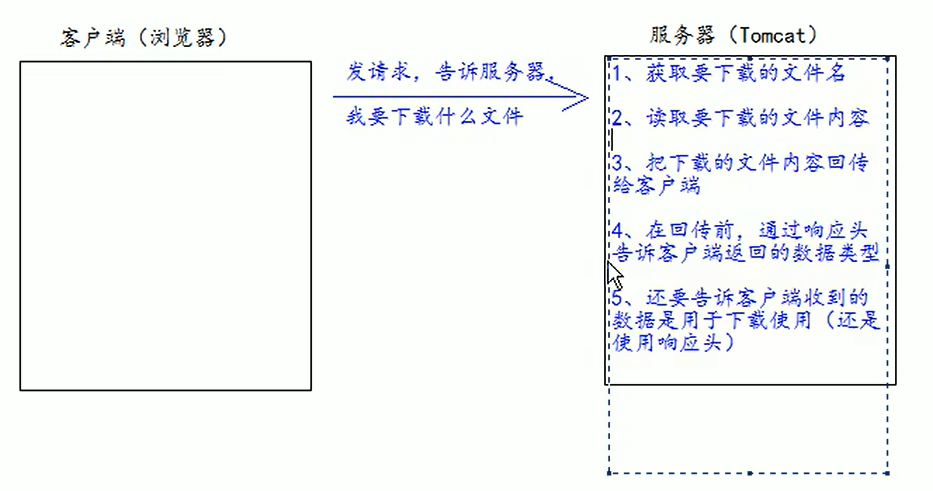 客户端（浏览器）
服务器（Tomcat）
发请求，告诉服务器，
我要下载什么文件
1、获取要下载的文件名
2、读取要下载的文件内容
3、把下载的文件内容回传
给客户端
4、在回传前，通过响应头
告诉客户端返回的数据类型
5、还要告诉客户端收到的
数据是用于下载使用（还是
使用响应头）